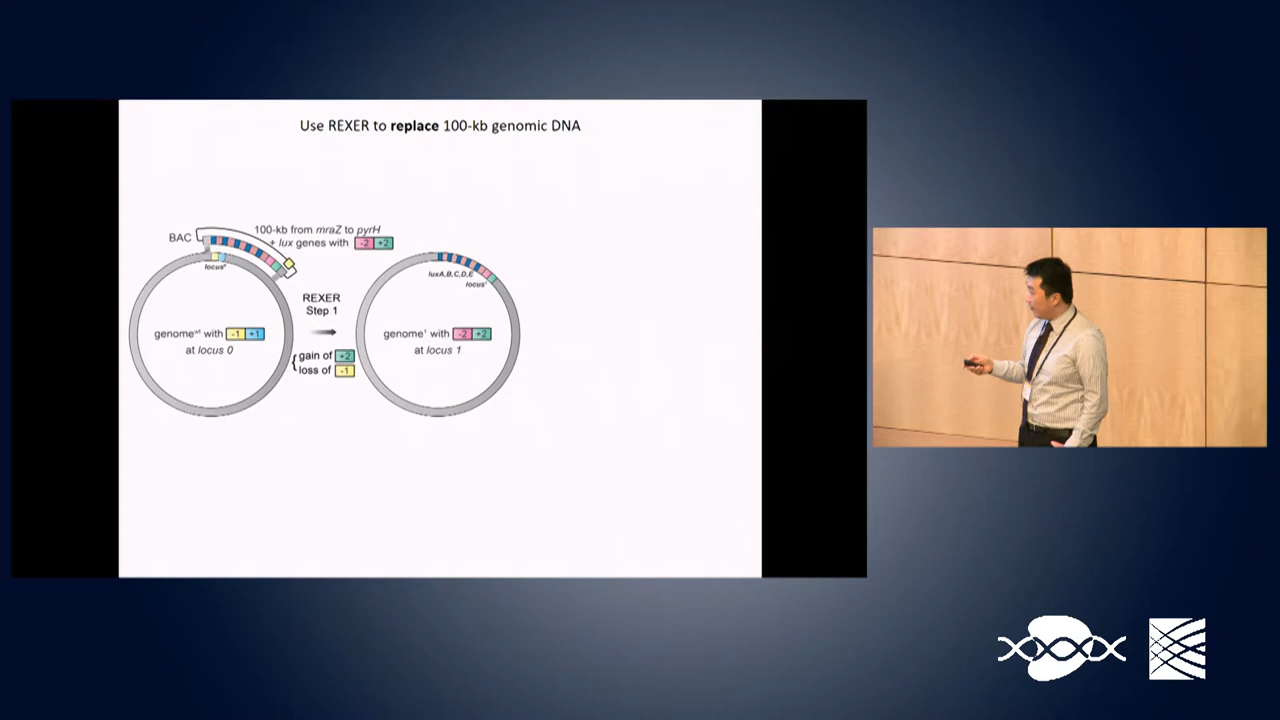 Use REXER to replace 100-kb genomic DNA
BAC
100-kb from mraZ to pyrH
+ lux genes with -2 +2
locus⁰
luxA,B,C,D,E
locus¹
REXER
Step 1
genomeʷᵗ with -1 +1
at locus 0
gain of +2
loss of -1
genome¹ with -2 +2
at locus 1